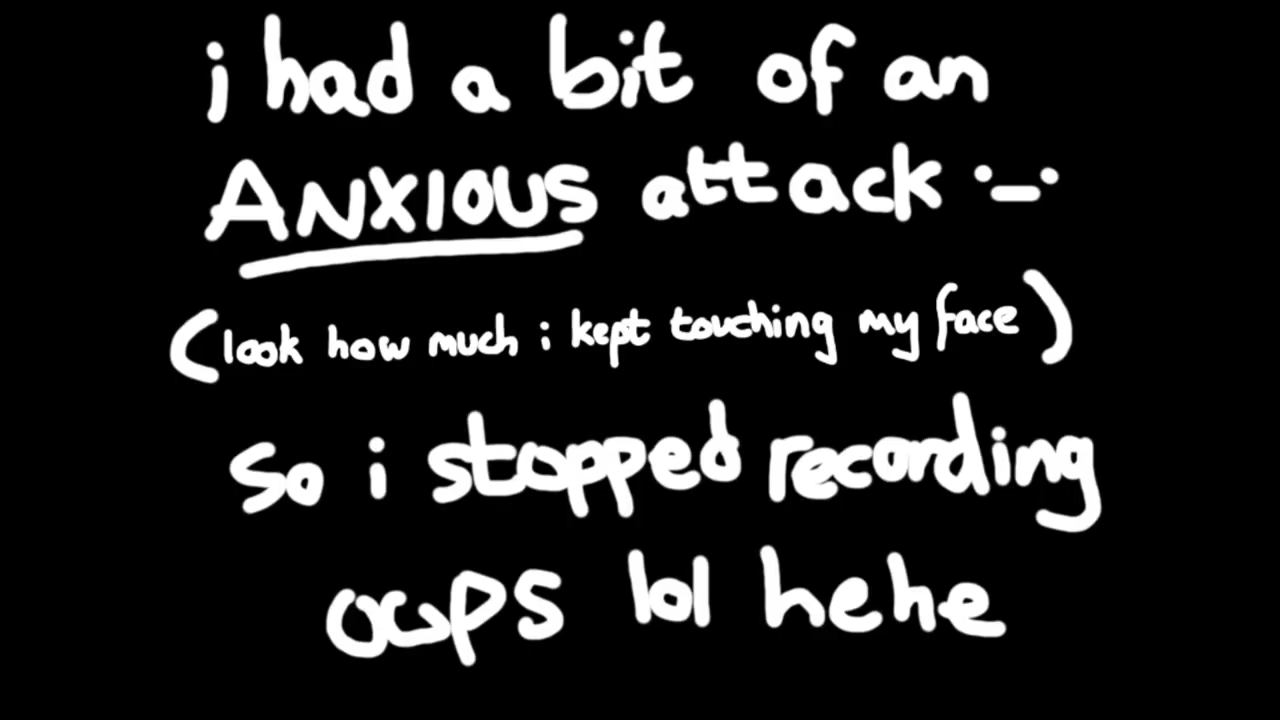 i had a bit of an
ANXIOUS attack •_•
(look how much i kept touching my face)
so i stopped recording
oops lol hehe